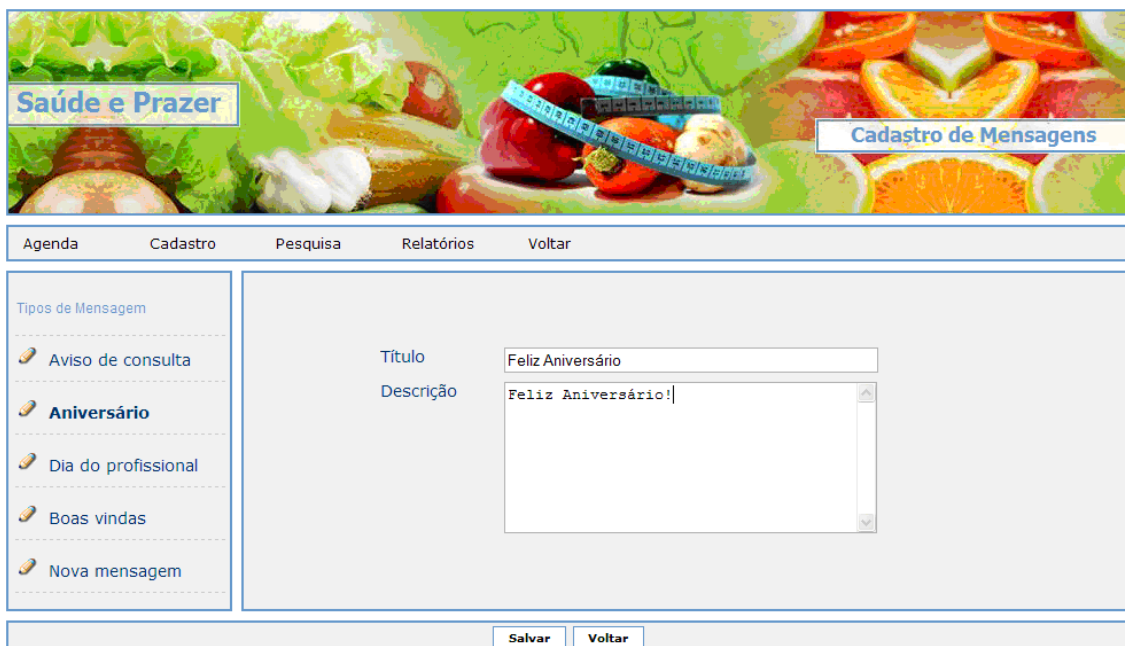 Saúde e Prazer
Cadastro de Mensagens
Agenda Cadastro Pesquisa Relatórios Voltar
Tipos de Mensagem
Aviso de consulta
Aniversário
Dia do profissional
Boas vindas
Nova mensagem
Título Feliz Aniversário
Descrição Feliz Aniversário!
Salvar Voltar